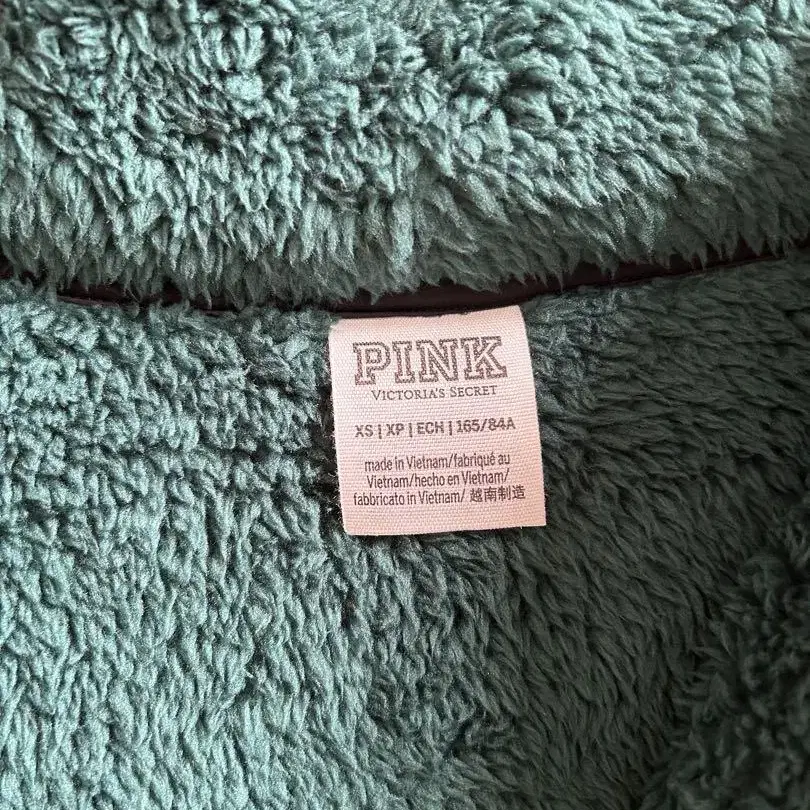 PINK
VICTORIA'S SECRET
XS | XP | ECH | 165/84A
made in Vietnam/fabriqué au
Vietnam/hecho en Vietnam/
fabbricato in Vietnam/ 越南制造